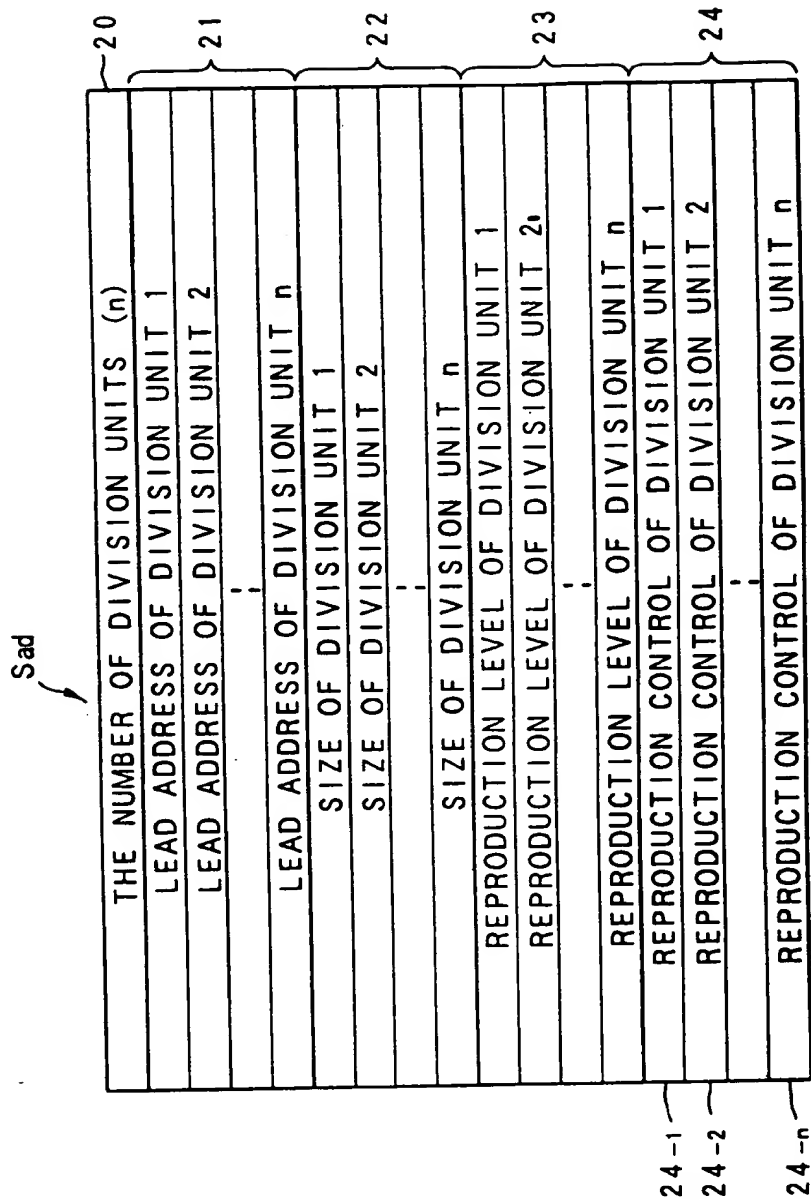 Sad
THE NUMBER OF DIVISION UNITS (n) 20
LEAD ADDRESS OF DIVISION UNIT 1
LEAD ADDRESS OF DIVISION UNIT 2
21
LEAD ADDRESS OF DIVISION UNIT n
SIZE OF DIVISION UNIT 1
SIZE OF DIVISION UNIT 2
22
SIZE OF DIVISION UNIT n
REPRODUCTION LEVEL OF DIVISION UNIT 1
REPRODUCTION LEVEL OF DIVISION UNIT 2
23
REPRODUCTION LEVEL OF DIVISION UNIT n
24-1 REPRODUCTION CONTROL OF DIVISION UNIT 1
24-2 REPRODUCTION CONTROL OF DIVISION UNIT 2
24
24-n REPRODUCTION CONTROL OF DIVISION UNIT n